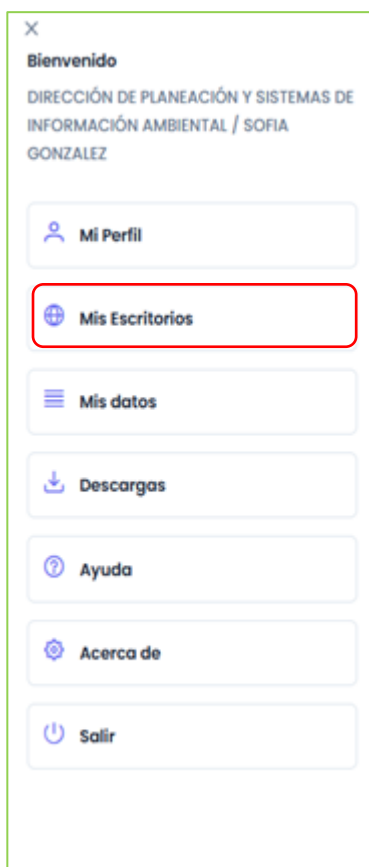 Bienvenido
DIRECCIÓN DE PLANEACIÓN Y SISTEMAS DE
INFORMACIÓN AMBIENTAL / SOFIA
GONZALEZ
Mi Perfil
Mis Escritorios
Mis datos
Descargas
Ayuda
Acerca de
Salir